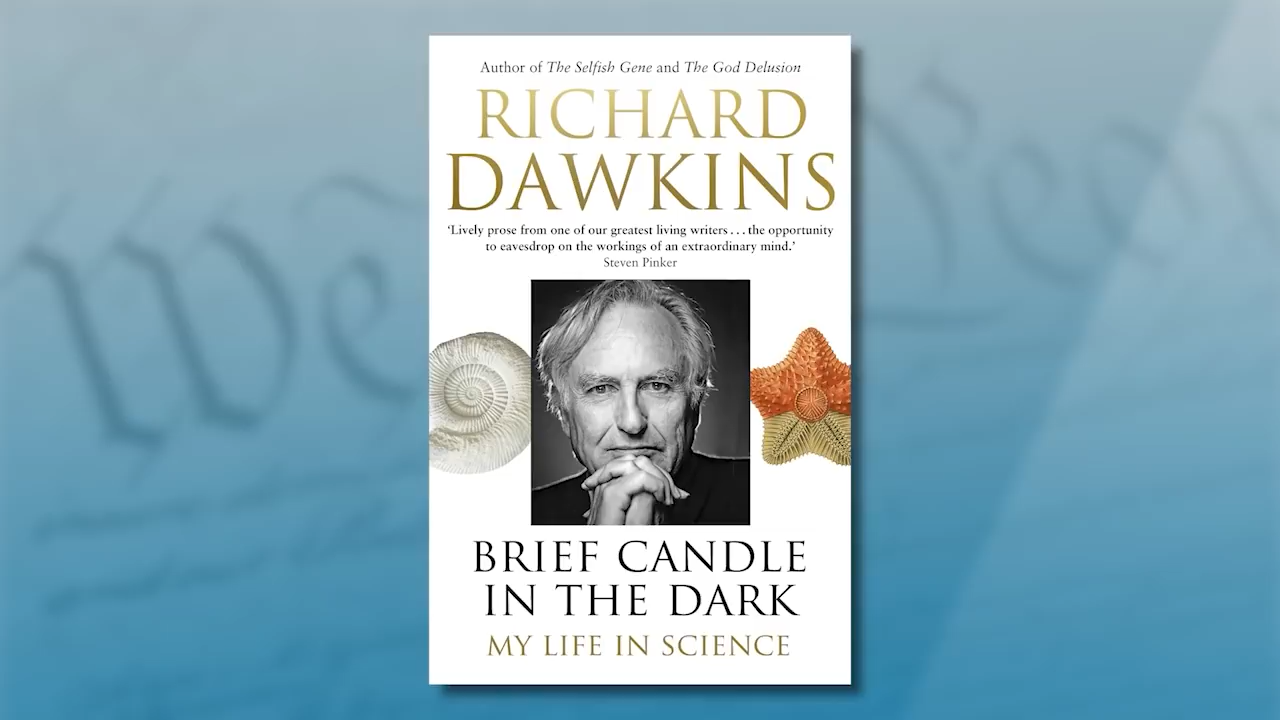 Author of The Selfish Gene and The God Delusion
RICHARD
DAWKINS
‘Lively prose from one of our greatest living writers . . . the opportunity
to eavesdrop on the workings of an extraordinary mind.’
Steven Pinker
We
Peo
BRIEF CANDLE
IN THE DARK
MY LIFE IN SCIENCE